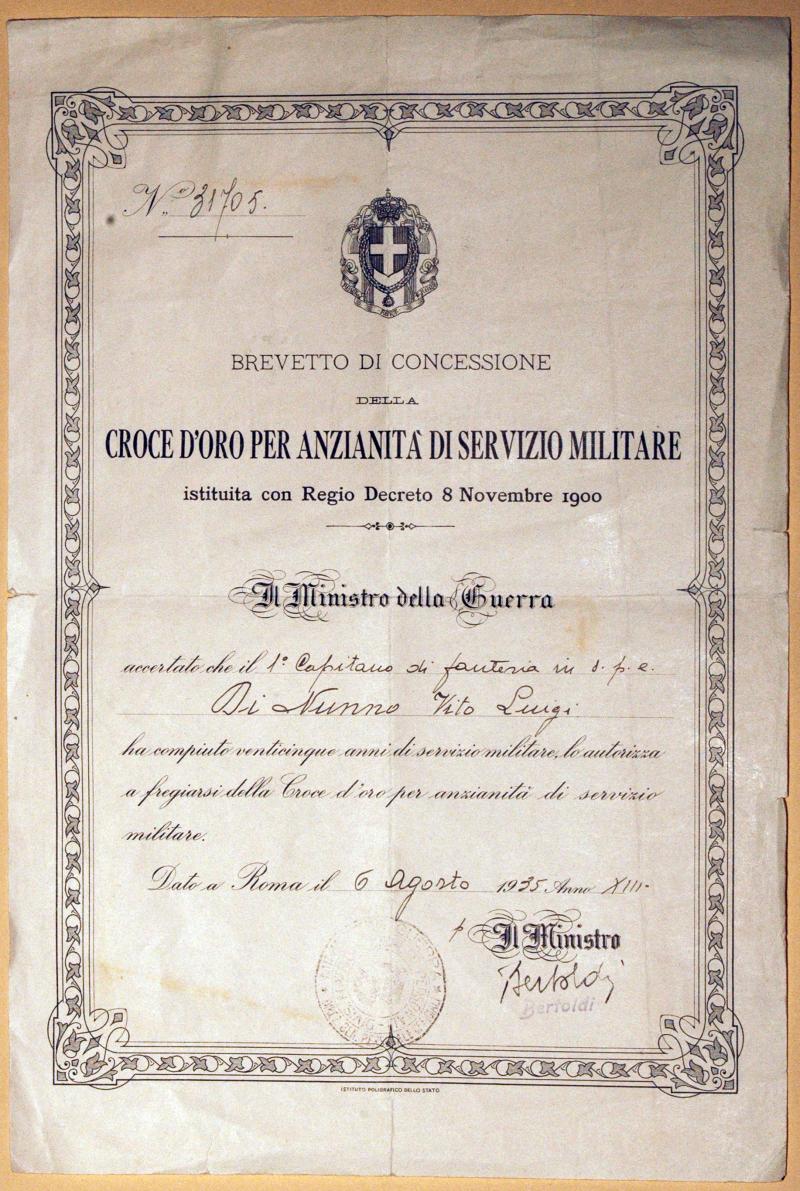 N.º 31705.
BREVETTO DI CONCESSIONE
DELLA
CROCE D'ORO PER ANZIANITÀ DI SERVIZIO MILITARE
istituita con Regio Decreto 8 Novembre 1900
Il Ministro della Guerra
accertato che il 1º Capitano di fanteria in s. p. e.
Di Nunno Vito Luigi
ha compiuto venticinque anni di servizio militare, lo autorizza
a fregiarsi della Croce d'oro per anzianità di servizio
militare.
Dato a Roma il 6 Agosto 1935 Anno XIII-
p Il Ministro
Bertoldi
Bertoldi
ISTITUTO POLIGRAFICO DELLO STATO